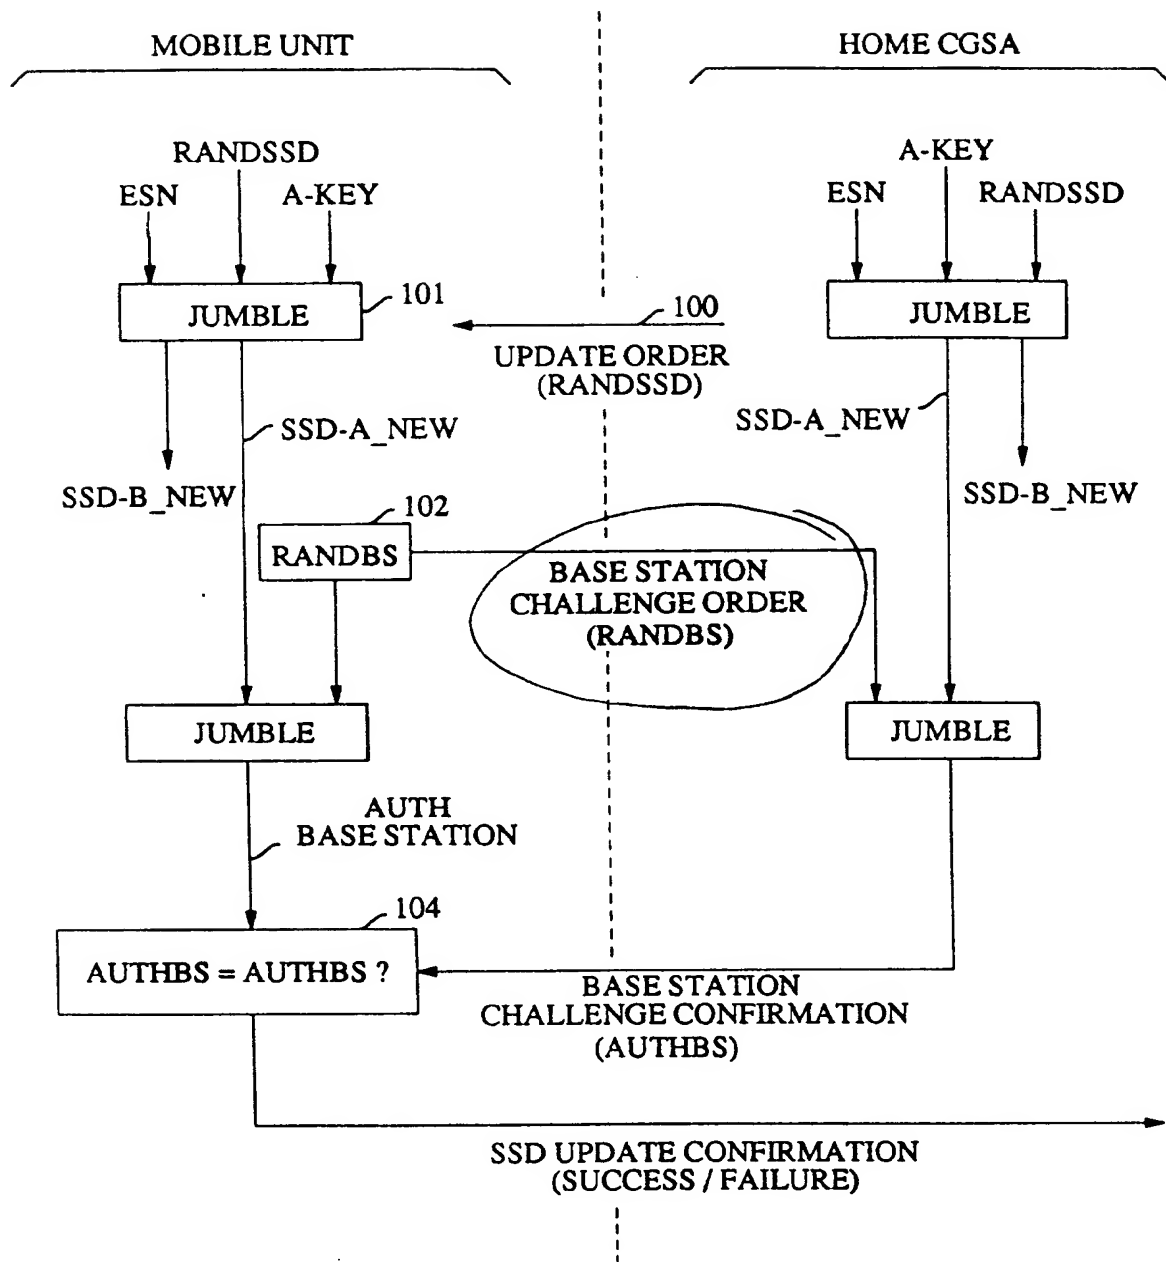 MOBILE UNIT
HOME CGSA
RANDSSD
ESN
A-KEY
A-KEY
ESN
RANDSSD
JUMBLE
101
100
JUMBLE
UPDATE ORDER
(RANDSSD)
SSD-A_NEW
SSD-A_NEW
SSD-B_NEW
SSD-B_NEW
102
RANDBS
BASE STATION
CHALLENGE ORDER
(RANDBS)
JUMBLE
JUMBLE
AUTH
BASE STATION
104
AUTHBS = AUTHBS ?
BASE STATION
CHALLENGE CONFIRMATION
(AUTHBS)
SSD UPDATE CONFIRMATION
(SUCCESS / FAILURE)